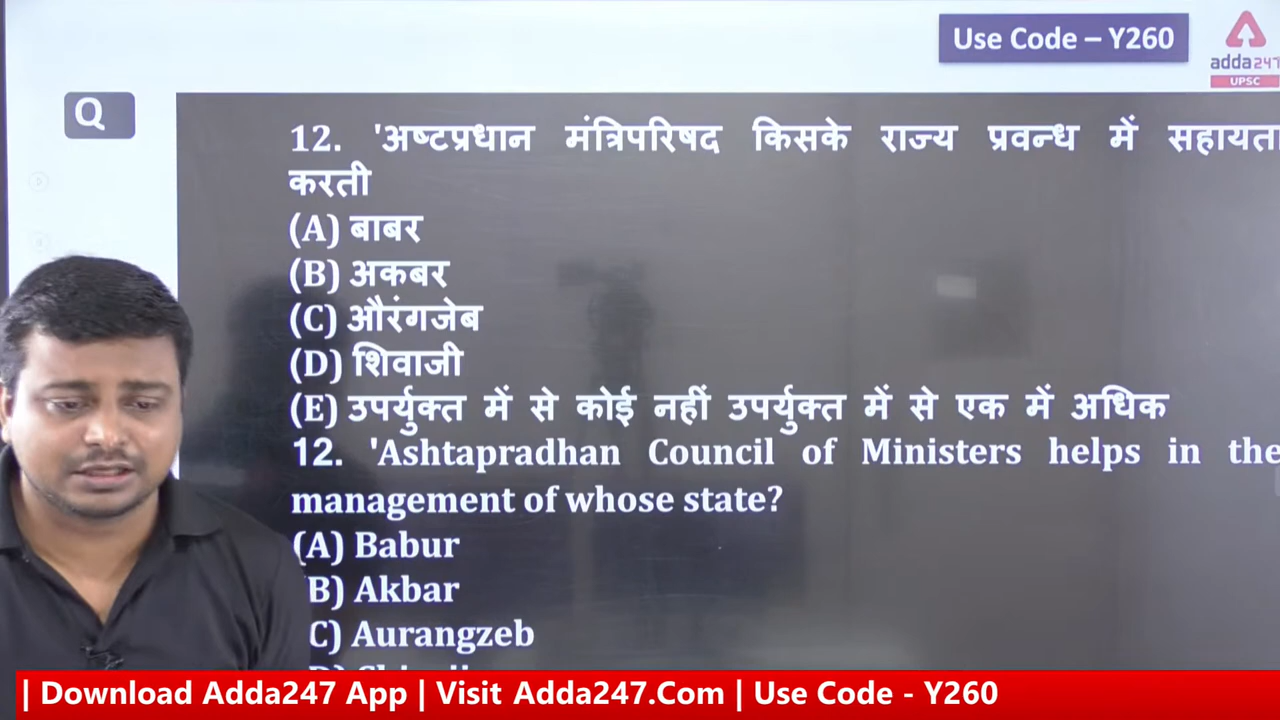 Use Code – Y260
adda247
UPSC
Q
12. 'अष्टप्रधान मंत्रिपरिषद किसके राज्य प्रवन्ध में सहायता
करती
(A) बाबर
(B) अकबर
(C) औरंगजेब
(D) शिवाजी
(E) उपर्युक्त में से कोई नहीं उपर्युक्त में से एक में अधिक
12. 'Ashtapradhan Council of Ministers helps in the
management of whose state?
(A) Babur
B) Akbar
C) Aurangzeb
| Download Adda247 App | Visit Adda247.Com | Use Code - Y260